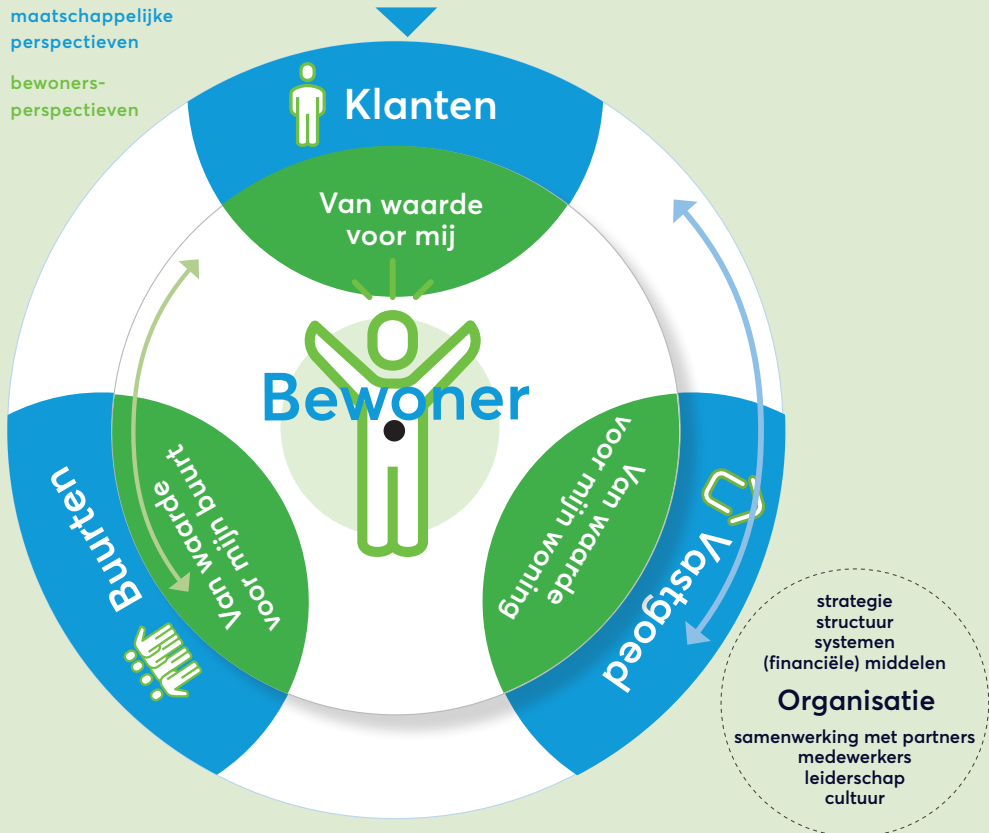 maatschappelijke
perspectieven
bewoners-
perspectieven
Klanten
Van waarde
voor mij
Bewoner
Buurten
Van waarde
voor mijn buurt
Van waarde
voor mijn woning
Vastgoed
strategie
structuur
systemen
(financiële) middelen
Organisatie
samenwerking met partners
medewerkers
leiderschap
cultuur